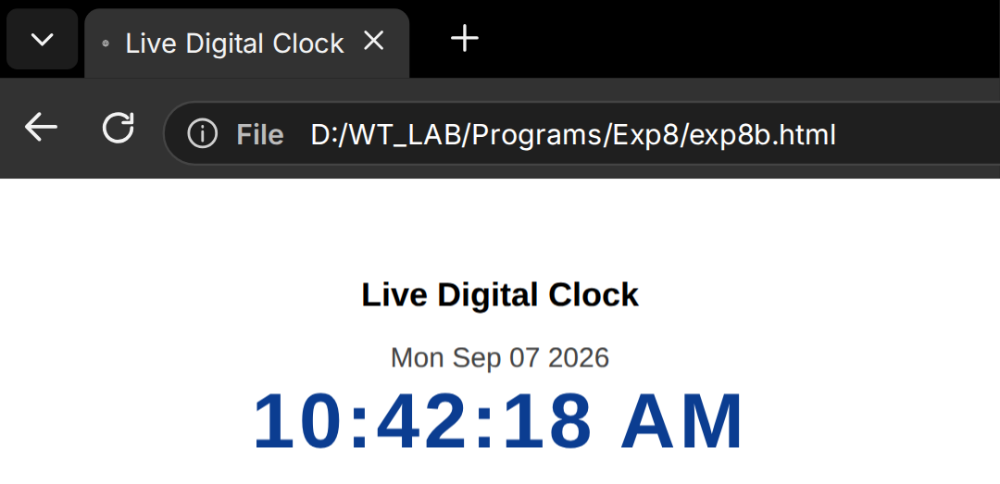 Live Digital Clock
File D:/WT_LAB/Programs/Exp8/exp8b.html
Live Digital Clock
Mon Sep 07 2026
10:42:18 AM